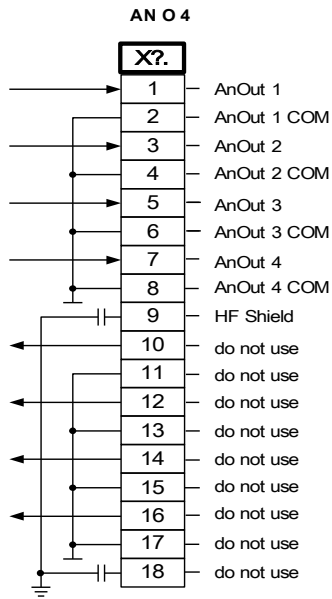 AN O 4
X?.
1 AnOut 1
2 AnOut 1 COM
3 AnOut 2
4 AnOut 2 COM
5 AnOut 3
6 AnOut 3 COM
7 AnOut 4
8 AnOut 4 COM
9 HF Shield
10 do not use
11 do not use
12 do not use
13 do not use
14 do not use
15 do not use
16 do not use
17 do not use
18 do not use